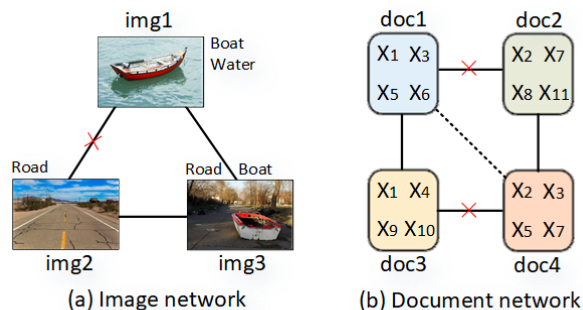 img1
Boat
Water
Road
Road Boat
img2
img3
(a) Image network
doc1
doc2
X1 X3
X5 X6
X2 X7
X8 X11
X1 X4
X9 X10
X2 X3
X5 X7
doc3
doc4
(b) Document network